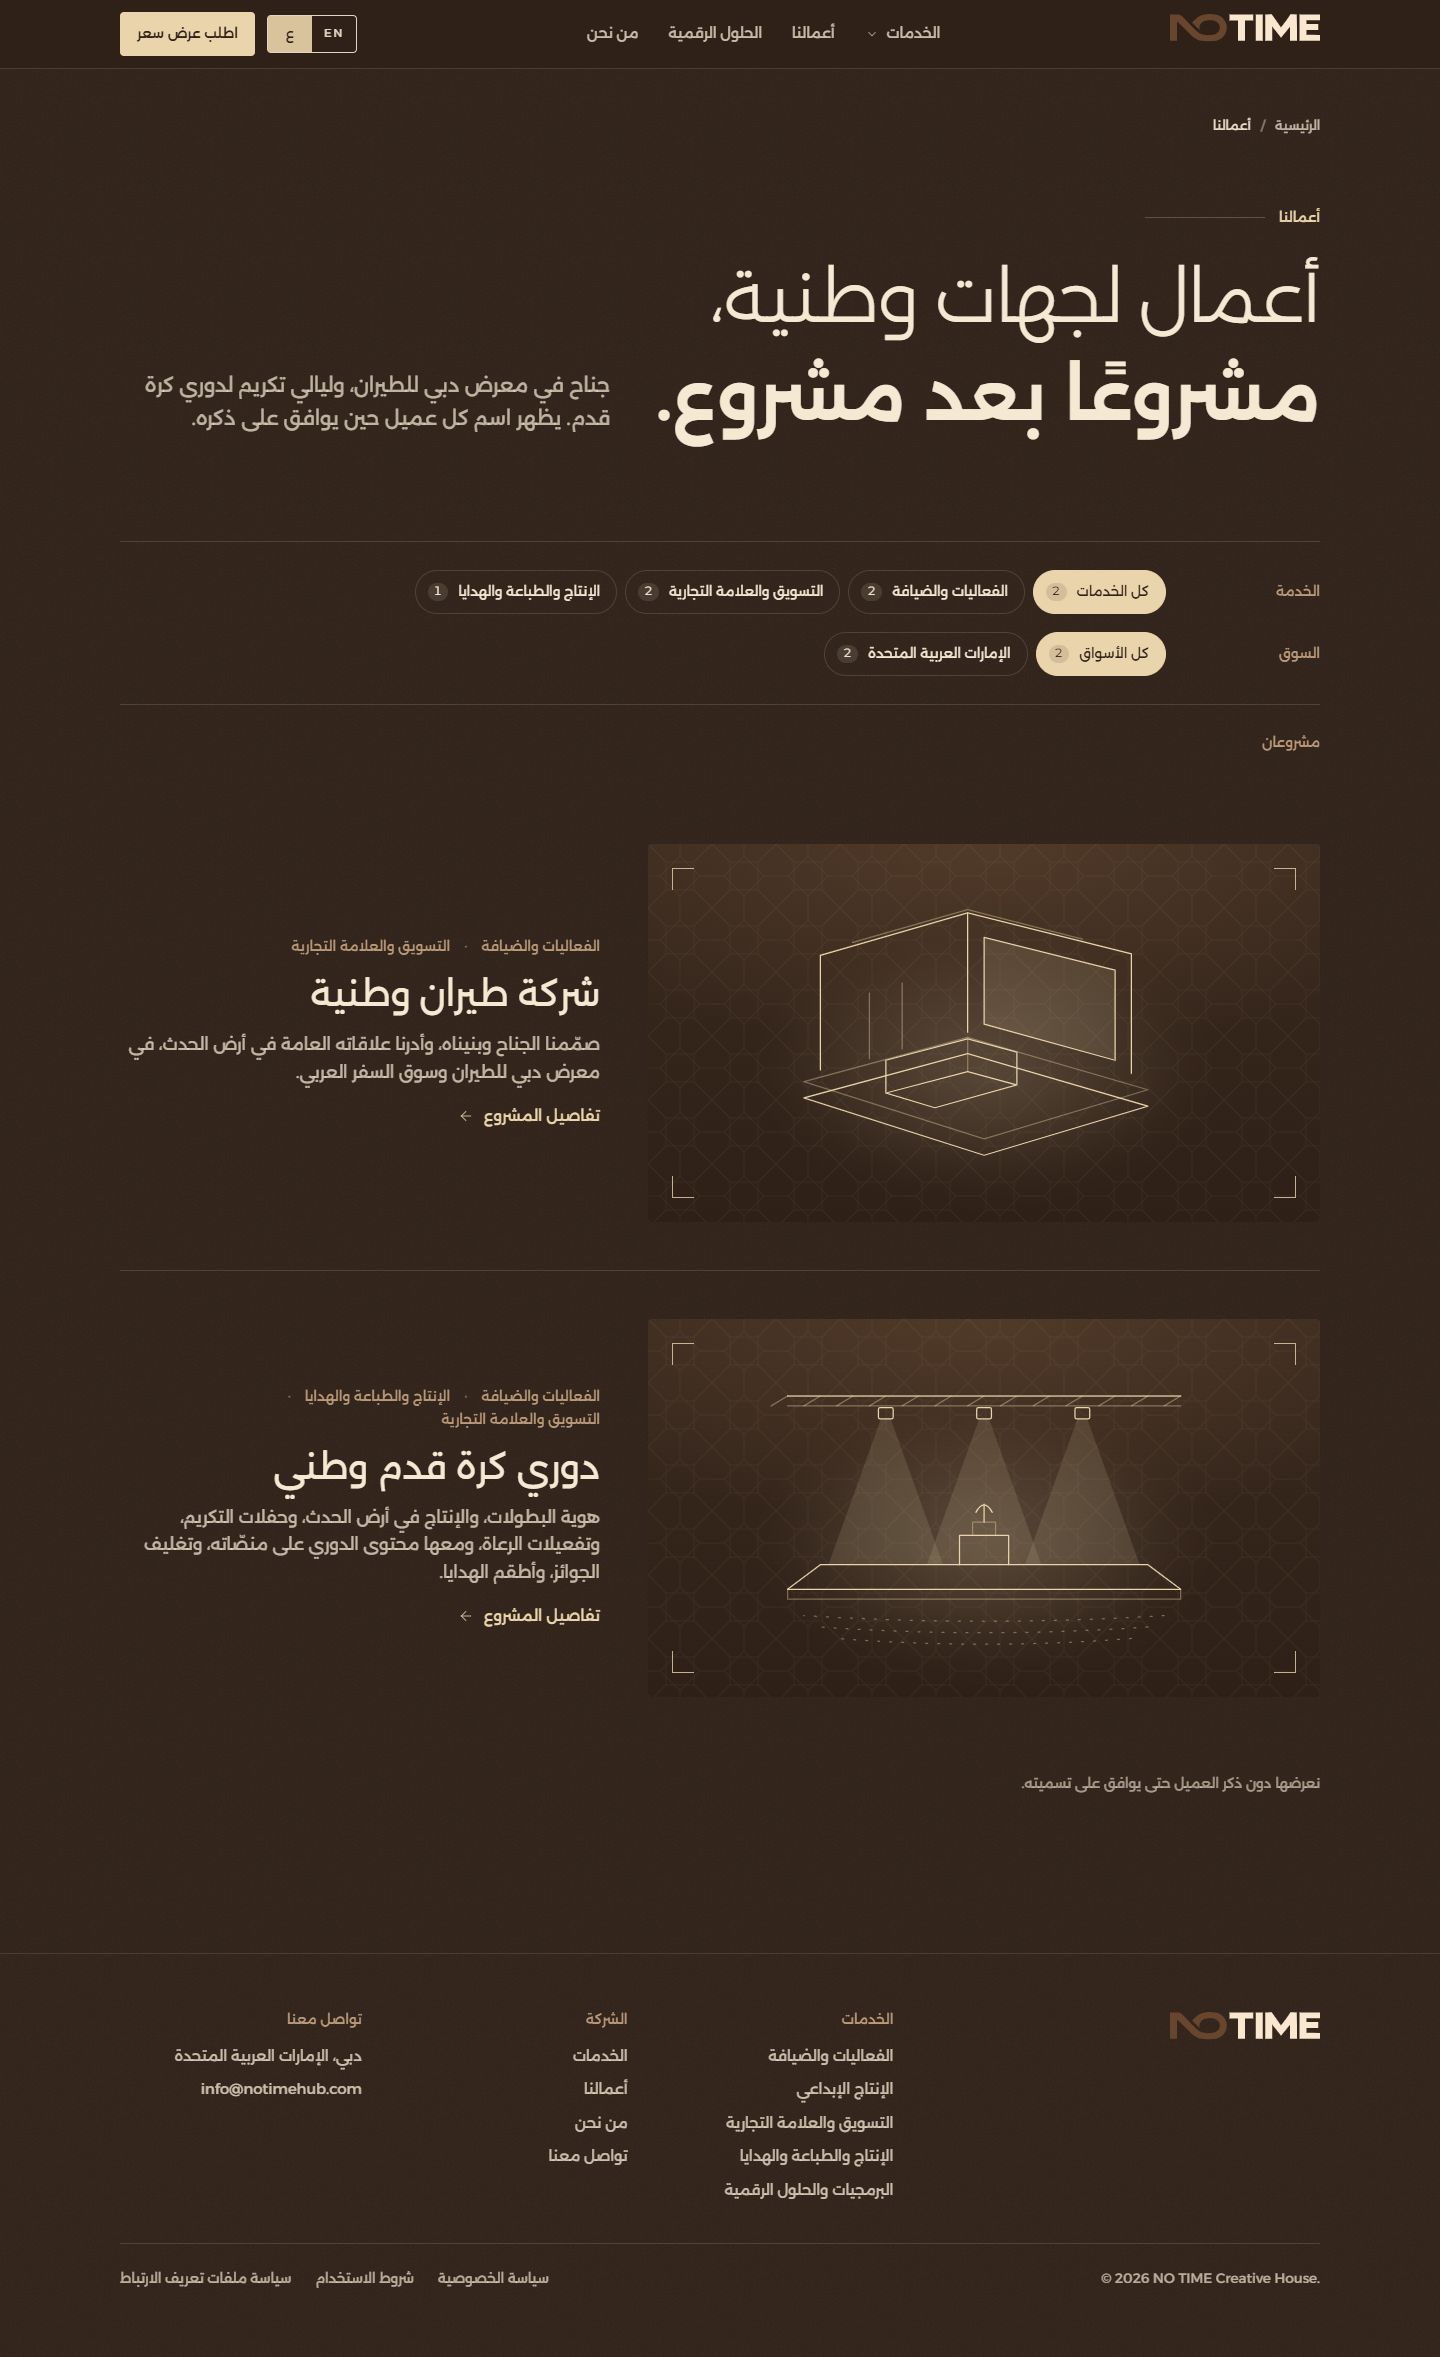 NOTIME
الخدمات
أعمالنا
الحلول الرقمية
من نحن
EN
ع
اطلب عرض سعر
الرئيسية / أعمالنا
أعمالنا
أعمال لجهات وطنية،
مشروعًا بعد مشروع.
جناح في معرض دبي للطيران، وليالي تكريم لدوري كرة
قدم. يظهر اسم كل عميل حين يوافق على ذكره.
الخدمة
كل الخدمات 2
الفعاليات والضيافة 2
التسويق والعلامة التجارية 2
الإنتاج والطباعة والهدايا 1
السوق
كل الأسواق 2
الإمارات العربية المتحدة 2
مشروعان
الفعاليات والضيافة · التسويق والعلامة التجارية
شركة طيران وطنية
صمّمنا الجناح وبنيناه، وأدرنا علاقاته العامة في أرض الحدث، في
معرض دبي للطيران وسوق السفر العربي.
تفاصيل المشروع ←
الفعاليات والضيافة · الإنتاج والطباعة والهدايا ·
التسويق والعلامة التجارية
دوري كرة قدم وطني
هوية البطولات، والإنتاج في أرض الحدث، وحفلات التكريم،
وتفعيلات الرعاة، ومعها محتوى الدوري على منصّاته، وتغليف
الجوائز، وأطقم الهدايا.
تفاصيل المشروع ←
نعرضها دون ذكر العميل حتى يوافق على تسميته.
NOTIME
الخدمات
الفعاليات والضيافة
الإنتاج الإبداعي
التسويق والعلامة التجارية
الإنتاج والطباعة والهدايا
البرمجيات والحلول الرقمية
الشركة
الخدمات
أعمالنا
من نحن
تواصل معنا
تواصل معنا
دبي، الإمارات العربية المتحدة
info@notimehub.com
© 2026 NO TIME Creative House.
سياسة الخصوصية
شروط الاستخدام
سياسة ملفات تعريف الارتباط